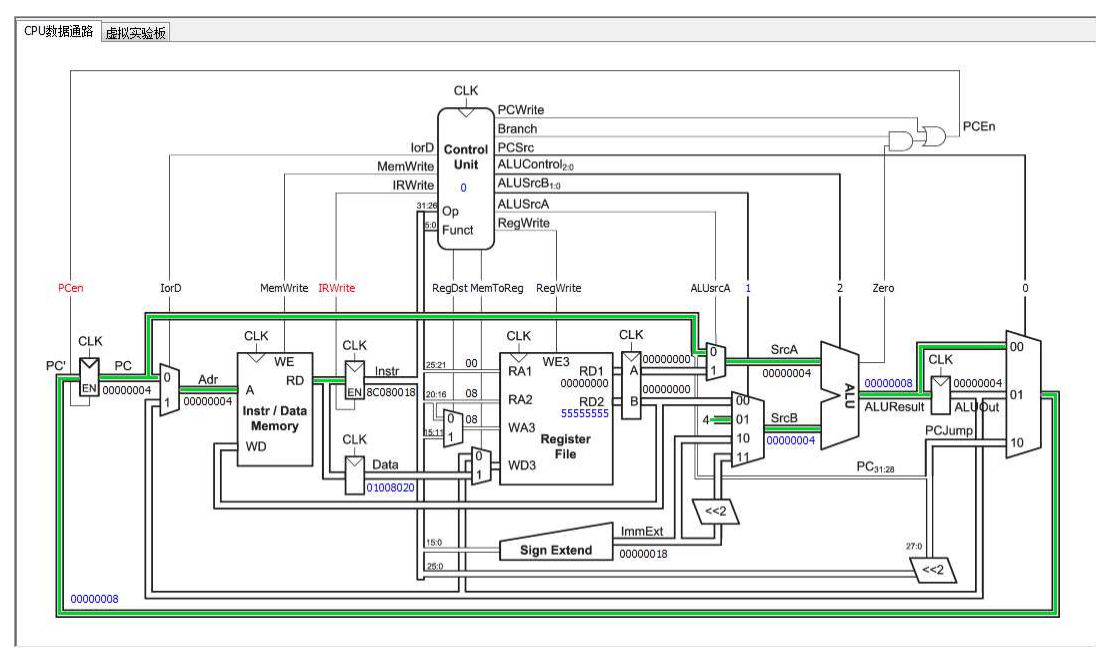 CPU数据通路 虚拟实验板
CLK
PCWrite
Branch
PCEn
IorD Control PCSrc
MemWrite Unit ALUControl2:0
IRWrite 0 ALUSrcB1:0
31:26 Op ALUSrcA
5:0 Funct RegWrite
PCen IorD MemWrite IRWrite RegDst MemToReg RegWrite ALUsrcA 1 2 Zero 0
CLK CLK CLK CLK CLK
PC' PC EN 00000004
0 1 Adr 00000004
WE A RD Instr / Data Memory WD
CLK EN Instr 8C080018
CLK Data 01008020
25:21 00 RA1 WE3 RD1 00000000
20:16 08 RA2 RD2 55555555
0 1 08 WA3 Register File
15:11
0 1 WD3
A 00000000
B 00000000
0 1 SrcA 00000004
4 00 01 10 11 SrcB 00000004
ALU 00000008 ALUResult
CLK 00000004 ALUOut
00 01 10
PCJump
PC31:28
<<2
15:0 Sign Extend ImmExt 00000018
25:0 27:0 <<2
00000008